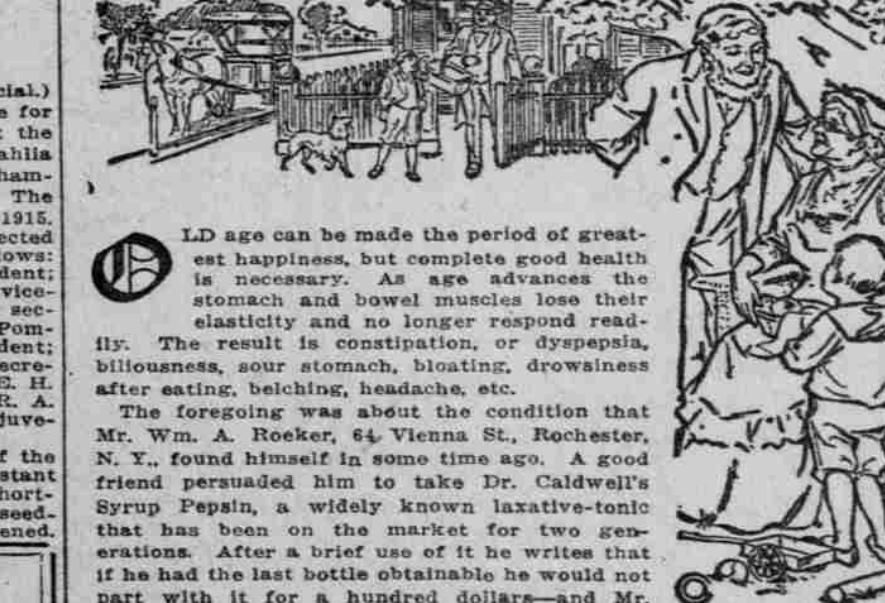 cial.)
e for
t the
ahlia
ham-
The
1915.
ected
lows:
dent;
vice-
sec-
Pom-
dent;
ecre-
E. H.
R. A.
juve-
f the
stant
hort-
seed-
ened.
OLD age can be made the period of great-
est happiness, but complete good health
is necessary. As age advances the
stomach and bowel muscles lose their
elasticity and no longer respond read-
ily. The result is constipation, or dyspepsia,
biliousness, sour stomach, bloating, drowsiness
after eating, belching, headache, etc.
The foregoing was about the condition that
Mr. Wm. A. Roeker, 64 Vienna St., Rochester,
N. Y., found himself in some time ago. A good
friend persuaded him to take Dr. Caldwell's
Syrup Pepsin, a widely known laxative-tonic
that has been on the market for two gen-
erations. After a brief use of it he writes that
if he had the last bottle obtainable he would not
part with it for a hundred dollars—and Mr.